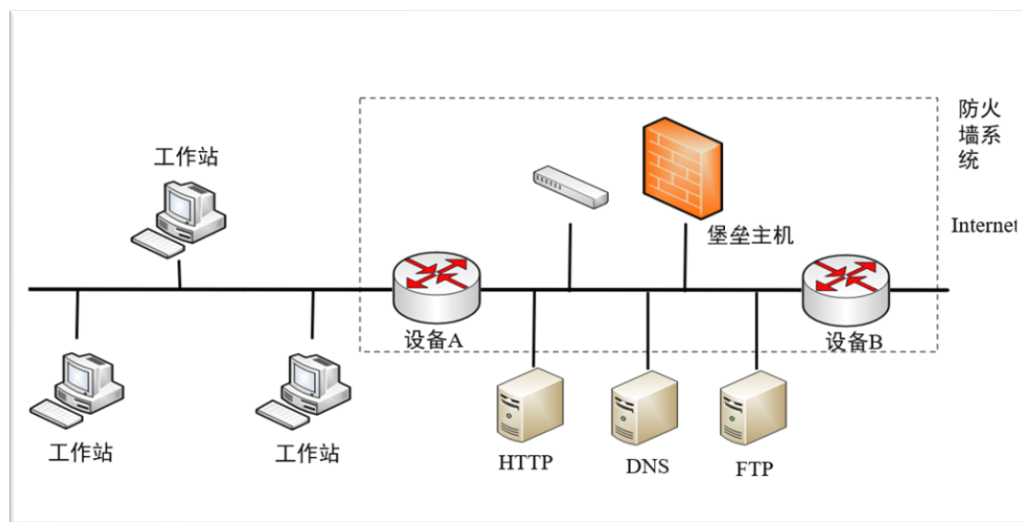 防火
墙系
统
工作站
Internet
堡垒主机
设备A
设备B
工作站
工作站
HTTP
DNS
FTP